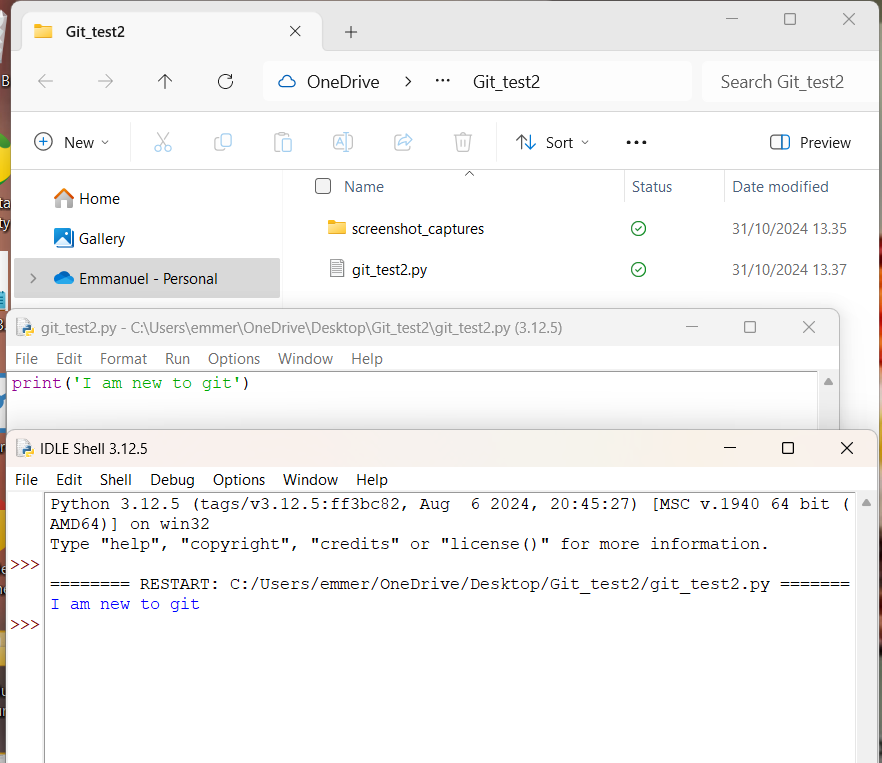 Git_test2
OneDrive > ... Git_test2
Search Git_test2
New
Sort
...
Preview
Home
Gallery
Emmanuel - Personal
Name Status Date modified
screenshot_captures 31/10/2024 13.35
git_test2.py 31/10/2024 13.37
git_test2.py - C:\Users\emmer\OneDrive\Desktop\Git_test2\git_test2.py (3.12.5)
File Edit Format Run Options Window Help
print('I am new to git')
IDLE Shell 3.12.5
File Edit Shell Debug Options Window Help
Python 3.12.5 (tags/v3.12.5:ff3bc82, Aug  6 2024, 20:45:27) [MSC v.1940 64 bit (
AMD64)] on win32
Type "help", "copyright", "credits" or "license()" for more information.
>>>
======== RESTART: C:/Users/emmer/OneDrive/Desktop/Git_test2/git_test2.py =======
I am new to git
>>>